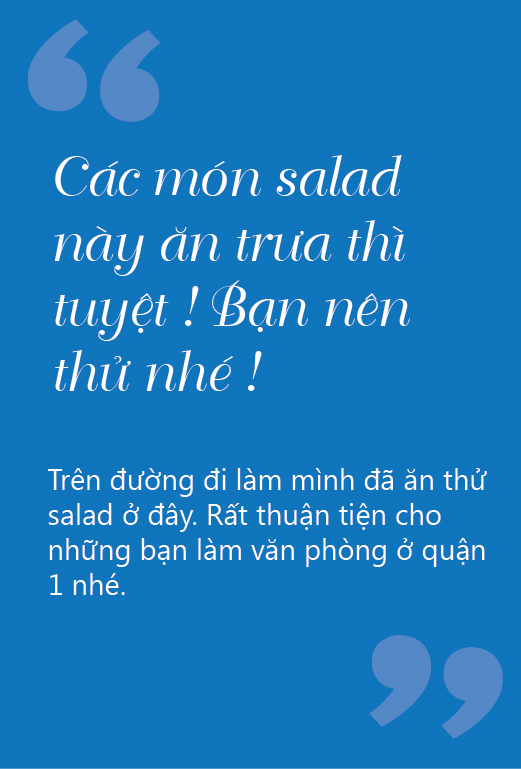 Các món salad
này ăn trưa thì
tuyệt ! Bạn nên
thử nhé !
Trên đường đi làm mình đã ăn thử
salad ở đây. Rất thuận tiện cho
những bạn làm văn phòng ở quận
1 nhé.